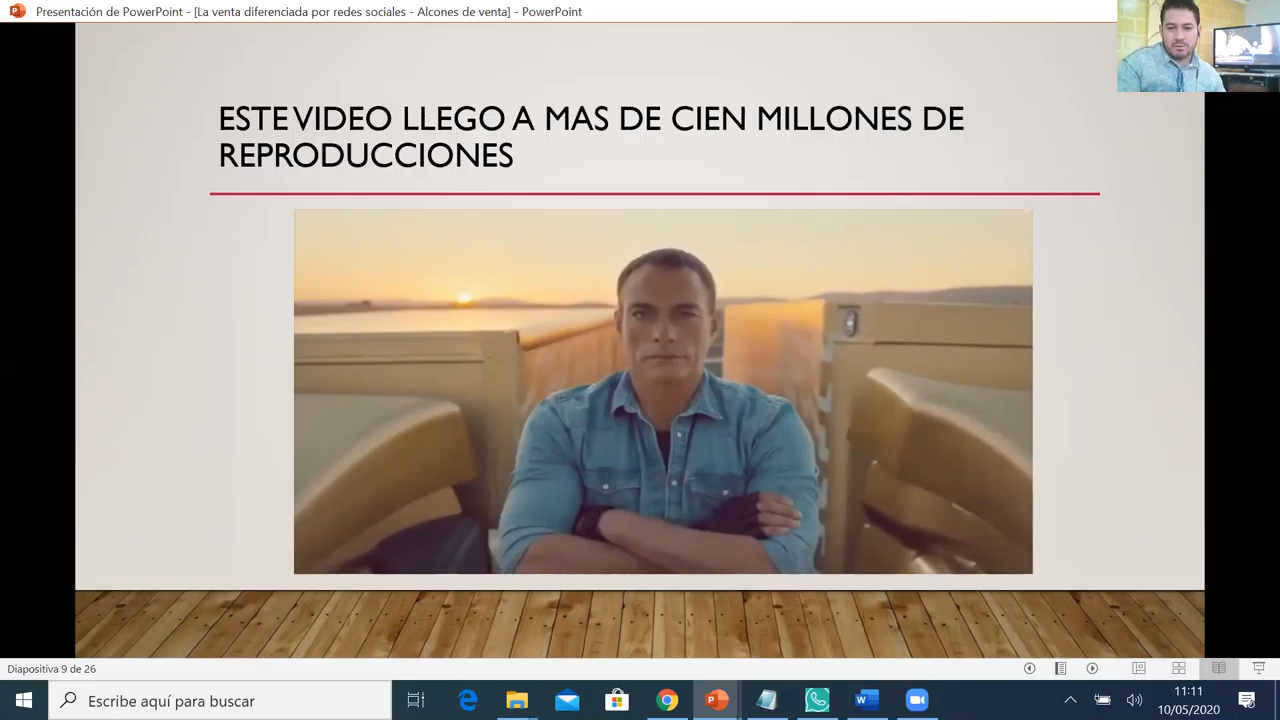 Presentación de PowerPoint - [La venta diferenciada por redes sociales - Alcones de venta] - PowerPoint
ESTE VIDEO LLEGO A MAS DE CIEN MILLONES DE
REPRODUCCIONES
Diapositiva 9 de 26
Escribe aquí para buscar
11:11
10/05/2020